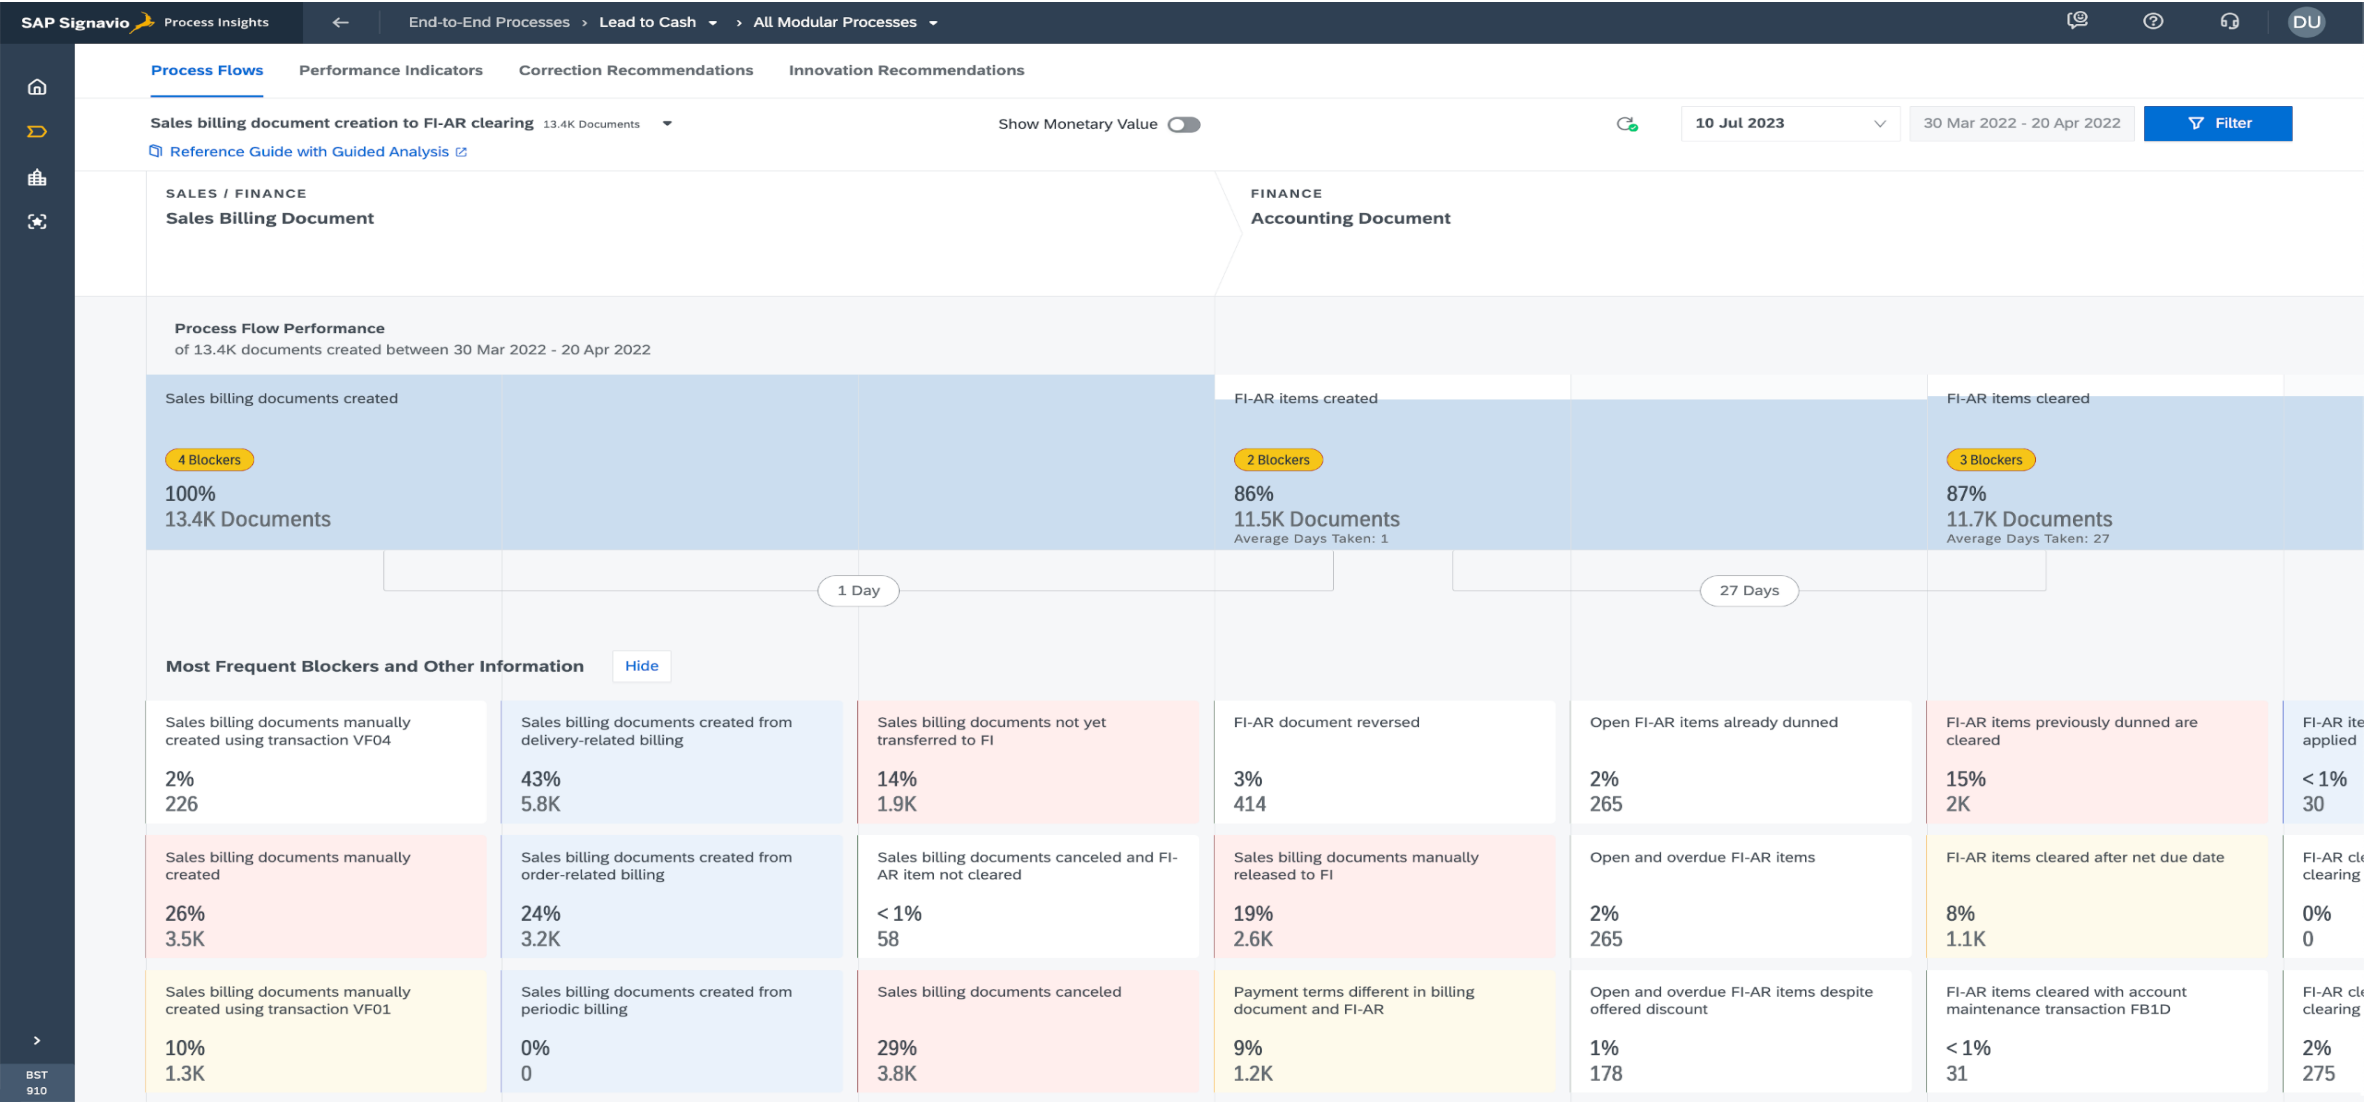 SAP Signavio Process Insights
End-to-End Processes › Lead to Cash › All Modular Processes
DU
Process Flows Performance Indicators Correction Recommendations Innovation Recommendations
Sales billing document creation to FI-AR clearing 13.4K Documents
Show Monetary Value
10 Jul 2023
30 Mar 2022 - 20 Apr 2022
Filter
Reference Guide with Guided Analysis
SALES / FINANCE
Sales Billing Document
FINANCE
Accounting Document
Process Flow Performance
of 13.4K documents created between 30 Mar 2022 - 20 Apr 2022
Sales billing documents created
4 Blockers
100%
13.4K Documents
FI-AR items created
2 Blockers
86%
11.5K Documents
Average Days Taken: 1
FI-AR items cleared
3 Blockers
87%
11.7K Documents
Average Days Taken: 27
1 Day
27 Days
Most Frequent Blockers and Other Information
Hide
Sales billing documents manually
created using transaction VF04
2%
226
Sales billing documents created from
delivery-related billing
43%
5.8K
Sales billing documents not yet
transferred to FI
14%
1.9K
FI-AR document reversed
3%
414
Open FI-AR items already dunned
2%
265
FI-AR items previously dunned are
cleared
15%
2K
FI-AR ite
applied
< 1%
30
Sales billing documents manually
created
26%
3.5K
Sales billing documents created from
order-related billing
24%
3.2K
Sales billing documents canceled and FI-
AR item not cleared
< 1%
58
Sales billing documents manually
released to FI
19%
2.6K
Open and overdue FI-AR items
2%
265
FI-AR items cleared after net due date
8%
1.1K
FI-AR cle
clearing
0%
0
Sales billing documents manually
created using transaction VF01
10%
1.3K
Sales billing documents created from
periodic billing
0%
0
Sales billing documents canceled
29%
3.8K
Payment terms different in billing
document and FI-AR
9%
1.2K
Open and overdue FI-AR items despite
offered discount
1%
178
FI-AR items cleared with account
maintenance transaction FB1D
< 1%
31
FI-AR cle
clearing
2%
275
BST
910